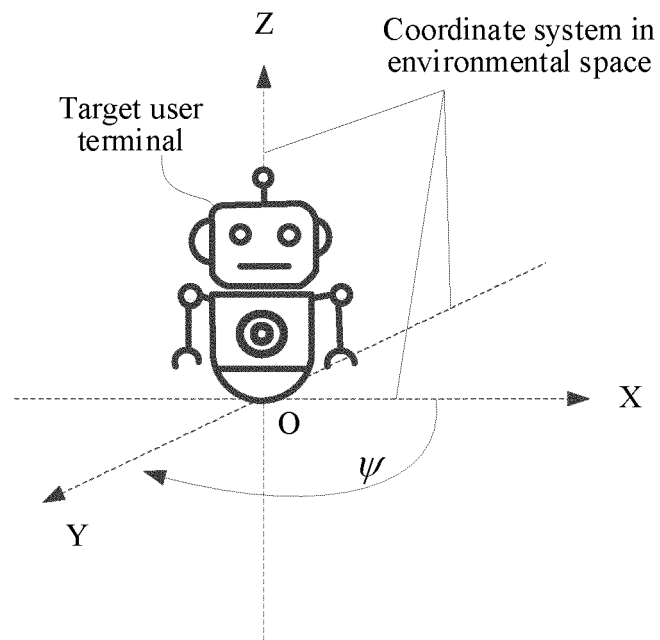 Z
Coordinate system in
environmental space
Target user
terminal
X
O
ψ
Y